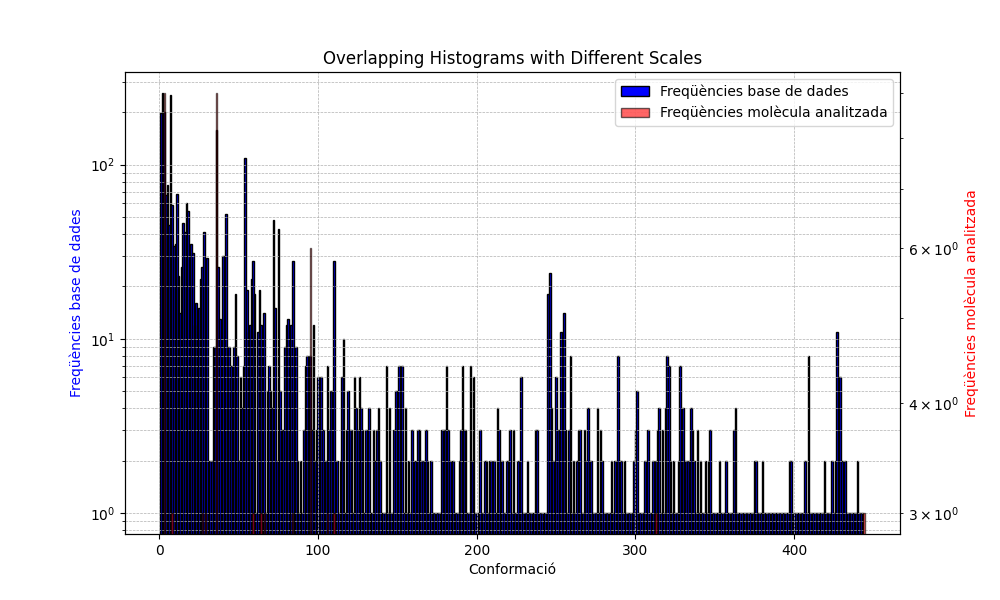 Overlapping Histograms with Different Scales
Freqüències base de dades
Freqüències molècula analitzada
Freqüències base de dades
10²
10¹
10⁰
6 × 10⁰
4 × 10⁰
3 × 10⁰
Freqüències molècula analitzada
0 100 200 300 400
Conformació